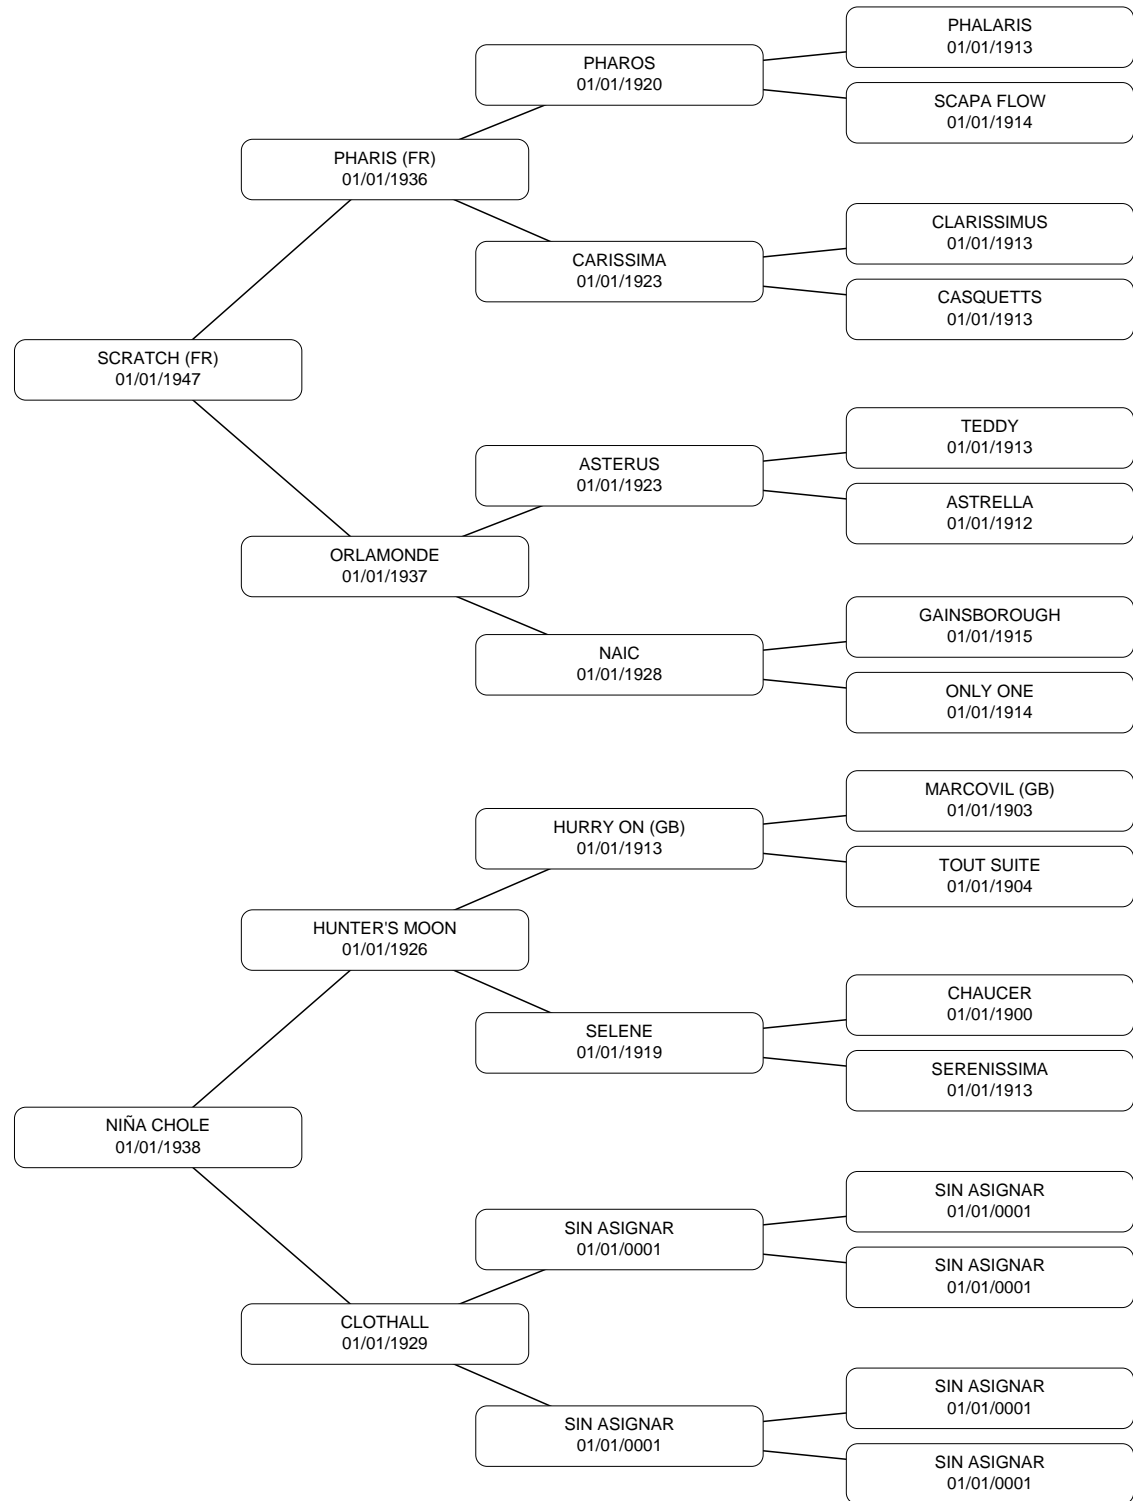 PHALARIS
01/01/1913
PHAROS
01/01/1920
SCAPA FLOW
01/01/1914
PHARIS (FR)
01/01/1936
CLARISSIMUS
01/01/1913
CARISSIMA
01/01/1923
CASQUETTS
01/01/1913
SCRATCH (FR)
01/01/1947
TEDDY
01/01/1913
ASTERUS
01/01/1923
ASTRELLA
01/01/1912
ORLAMONDE
01/01/1937
GAINSBOROUGH
01/01/1915
NAIC
01/01/1928
ONLY ONE
01/01/1914
MARCOVIL (GB)
01/01/1903
HURRY ON (GB)
01/01/1913
TOUT SUITE
01/01/1904
HUNTER'S MOON
01/01/1926
CHAUCER
01/01/1900
SELENE
01/01/1919
SERENISSIMA
01/01/1913
NIÑA CHOLE
01/01/1938
SIN ASIGNAR
01/01/0001
SIN ASIGNAR
01/01/0001
SIN ASIGNAR
01/01/0001
CLOTHALL
01/01/1929
SIN ASIGNAR
01/01/0001
SIN ASIGNAR
01/01/0001
SIN ASIGNAR
01/01/0001